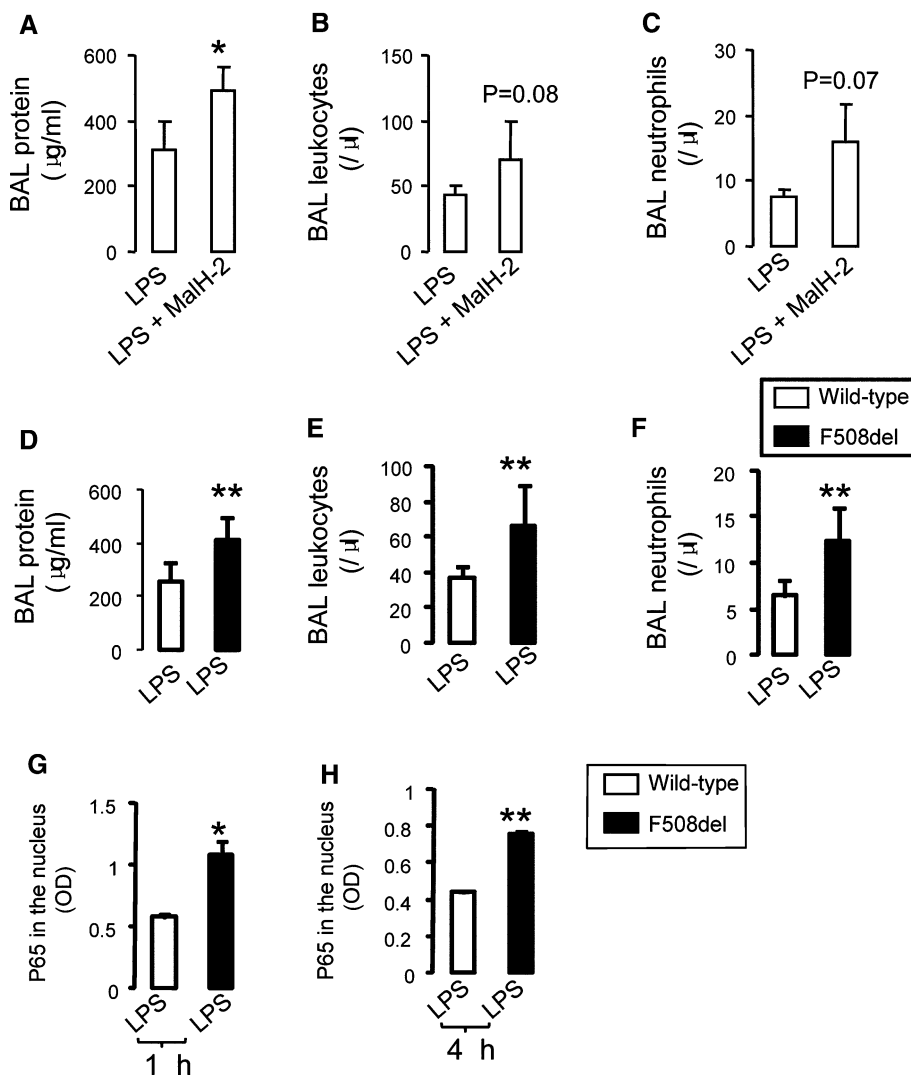 A
BAL protein
( μg/ml)
600
400
200
0
*
LPS
LPS + MalH-2
B
BAL leukocytes
(/ μl)
150
100
50
0
P=0.08
LPS
LPS + MalH-2
C
BAL neutrophils
(/ μl)
30
20
10
0
P=0.07
LPS
LPS + MalH-2
Wild-type
F508del
D
BAL protein
( μg/ml)
600
400
200
0
**
LPS
LPS
E
BAL leukocytes
(/ μl)
100
80
60
40
20
0
**
LPS
LPS
F
BAL neutrophils
(/ μl)
20
15
10
5
0
**
LPS
LPS
G
P65 in the nucleus
(OD)
1.5
1
0.5
0
*
LPS
LPS
1 h
H
P65 in the nucleus
(OD)
1
0.8
0.6
0.4
0.2
0
**
LPS
LPS
4 h
Wild-type
F508del